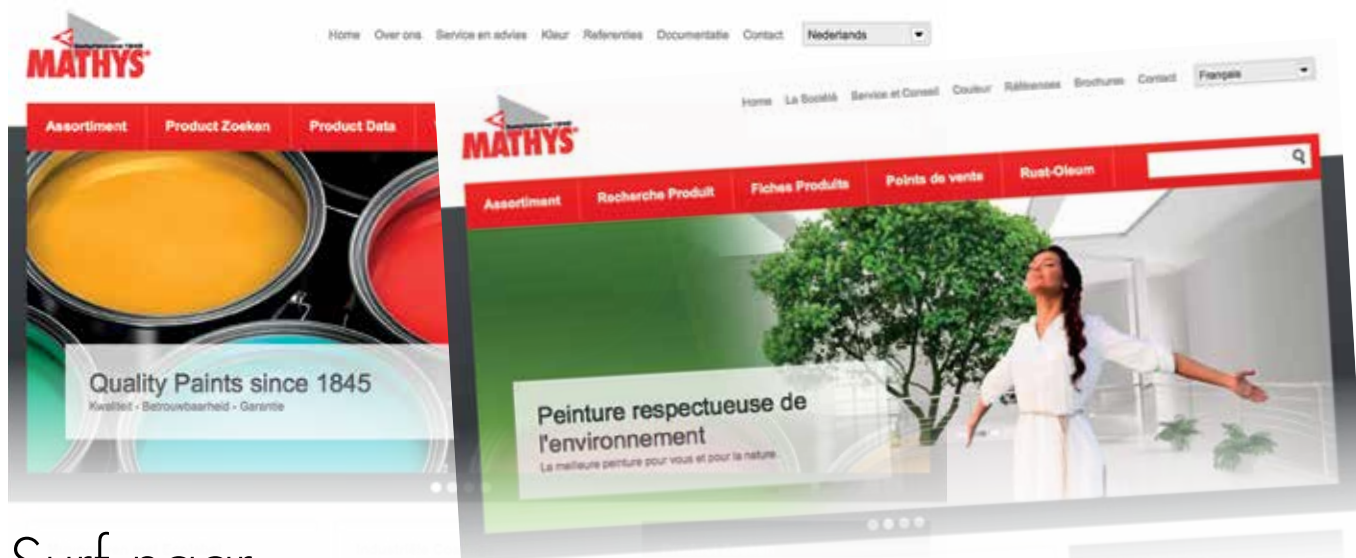 MATHYS®
Home Over ons Service en advies Kleur Referenties Documentatie Contact Nederlands
Assortiment Product Zoeken Product Data
Quality Paints since 1845
Kwaliteit - Betrouwbaarheid - Garantie
MATHYS®
Home La Société Service et Conseil Couleur Références Brochures Contact Français
Assortiment Recherche Produit Fiches Produits Points de vente Rust-Oleum
Peinture respectueuse de
l'environnement
La meilleure peinture pour vous et pour la nature
Surf naar